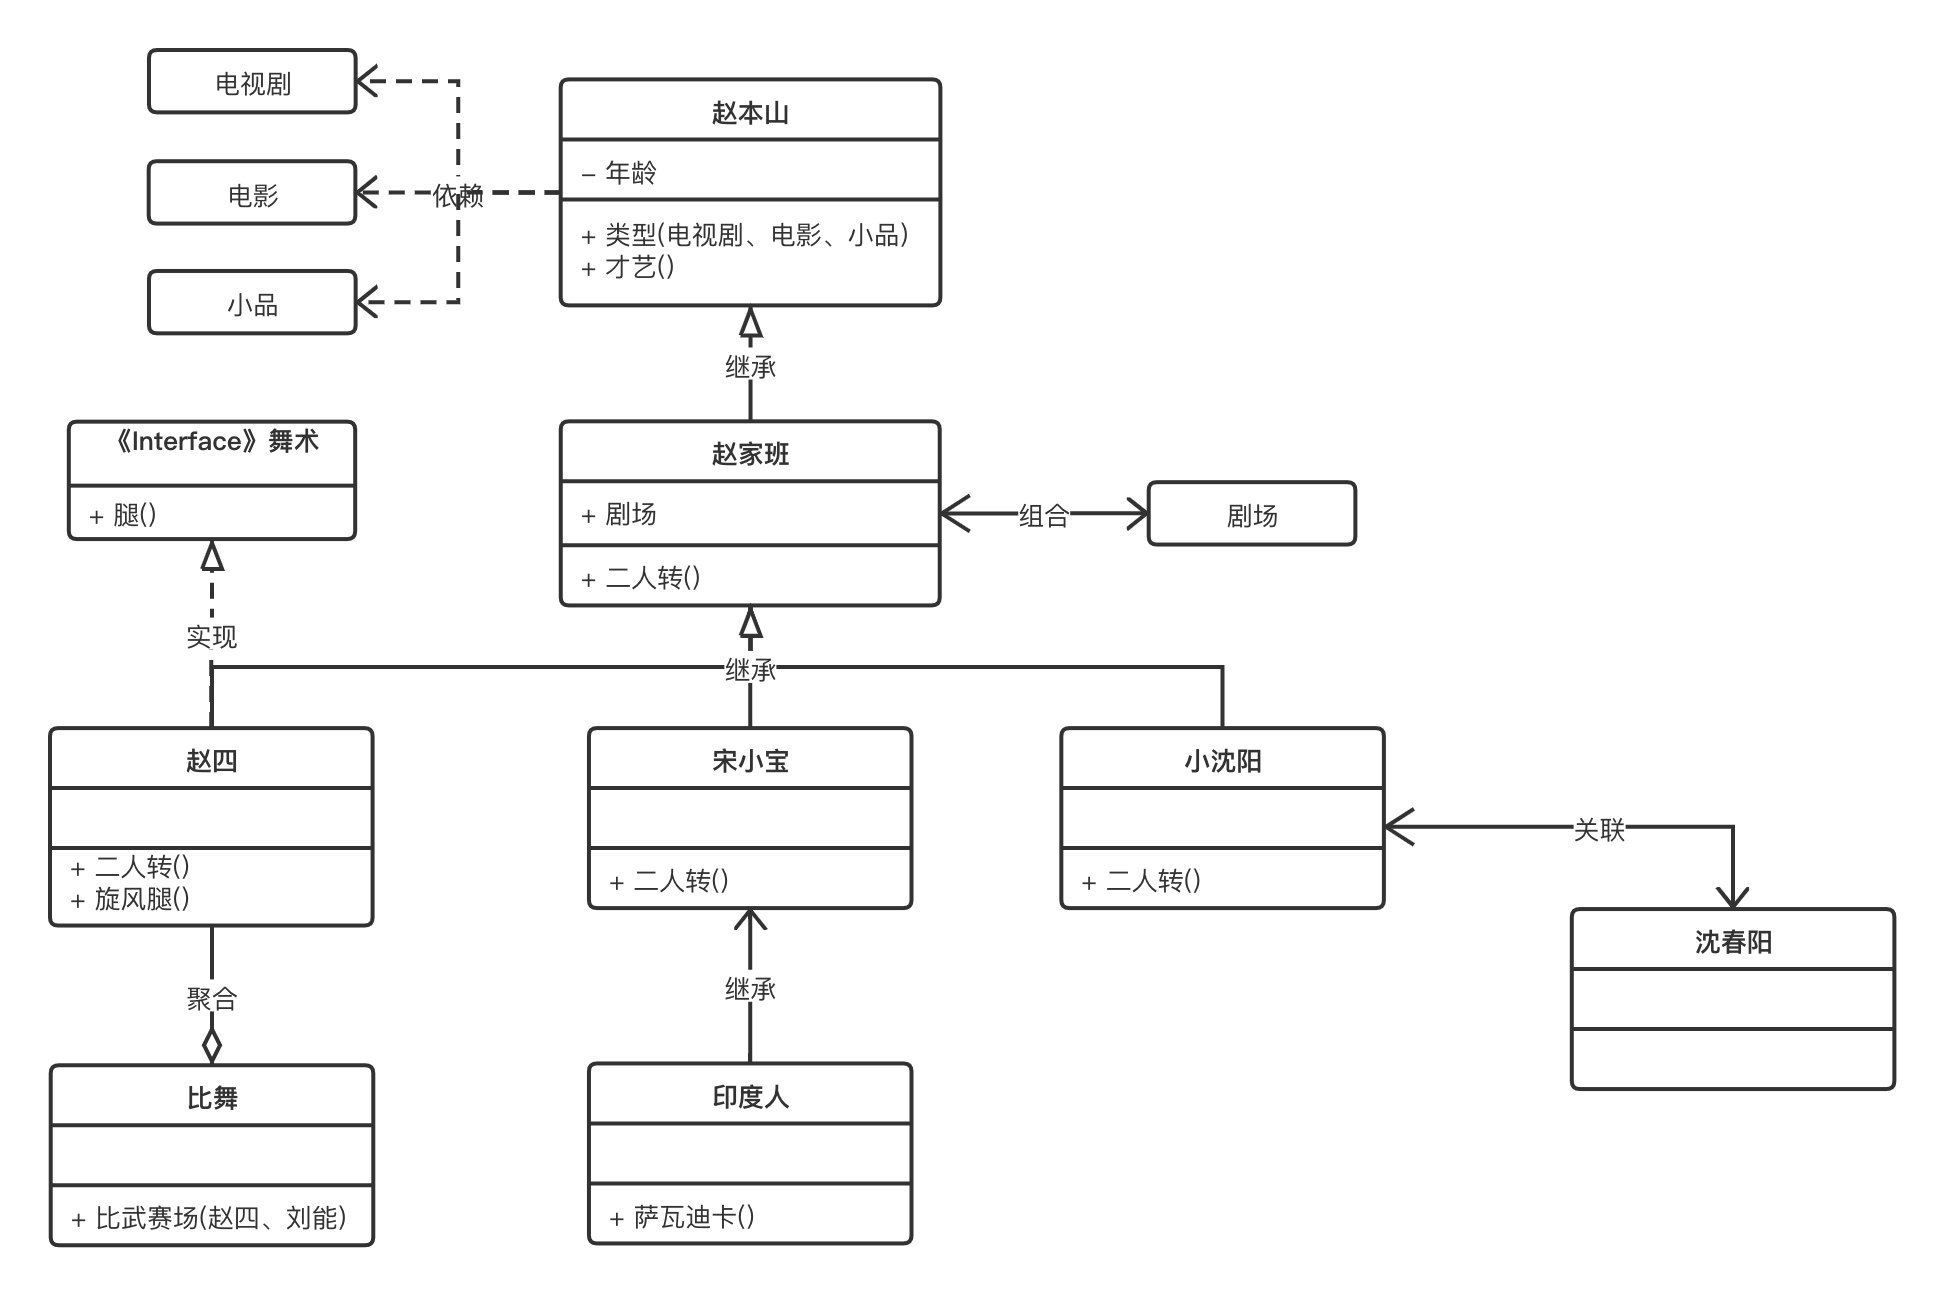 电视剧
电影
小品
依赖
赵本山
- 年龄
+ 类型(电视剧、电影、小品)
+ 才艺()
继承
《Interface》舞术
+ 腿()
实现
赵家班
+ 剧场
+ 二人转()
组合
剧场
继承
赵四
+ 二人转()
+ 旋风腿()
宋小宝
+ 二人转()
小沈阳
+ 二人转()
关联
沈春阳
聚合
继承
比舞
+ 比武赛场(赵四、刘能)
印度人
+ 萨瓦迪卡()